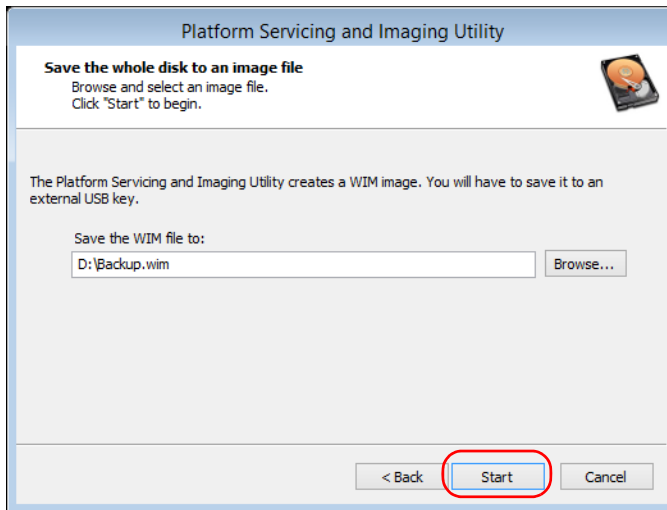 Platform Servicing and Imaging Utility
Save the whole disk to an image file
Browse and select an image file.
Click "Start" to begin.
The Platform Servicing and Imaging Utility creates a WIM image. You will have to save it to an
external USB key.
Save the WIM file to:
D:\Backup.wim
Browse...
< Back
Start
Cancel